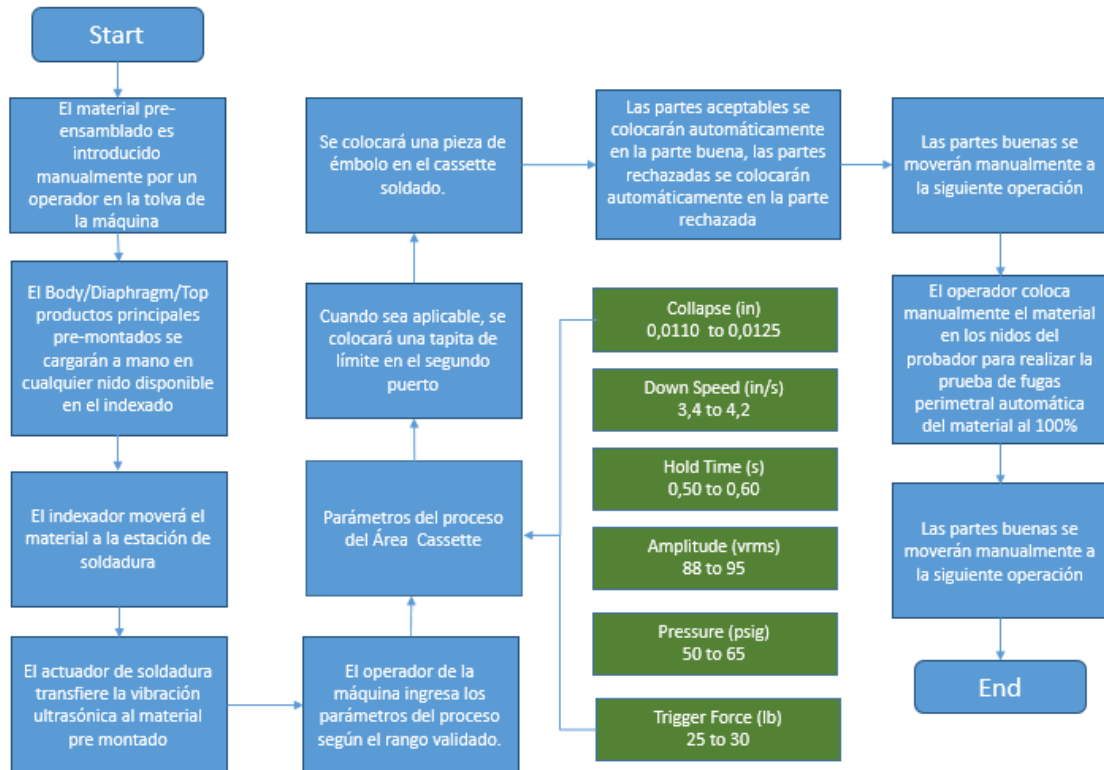 Start
El material pre-
ensamblado es
introducido
manualmente por un
operador en la tolva de
la máquina
El Body/Diaphragm/Top
productos principales
pre-montados se
cargarán a mano en
cualquier nido disponible
en el indexado
El indexador moverá el
material a la estación de
soldadura
El actuador de soldadura
transfiere la vibración
ultrasónica al material
pre montado
El operador de la
máquina ingresa los
parámetros del proceso
según el rango validado.
Parámetros del proceso
del Área  Cassette
Collapse (in)
0,0110  to 0,0125
Down Speed (in/s)
3,4 to 4,2
Hold Time (s)
0,50 to 0,60
Amplitude (vrms)
88 to 95
Pressure (psig)
50 to 65
Trigger Force (lb)
25 to 30
Cuando sea aplicable, se
colocará una tapita de
límite en el segundo
puerto
Se colocará una pieza de
émbolo en el cassette
soldado.
Las partes aceptables se
colocarán automáticamente
en la parte buena, las partes
rechazadas se colocarán
automáticamente en la parte
rechazada
Las partes buenas se
moverán manualmente a
la siguiente operación
El operador coloca
manualmente el material
en los nidos del
probador para realizar la
prueba de fugas
perimetral automática
del material al 100%
Las partes buenas se
moverán manualmente a
la siguiente operación
End